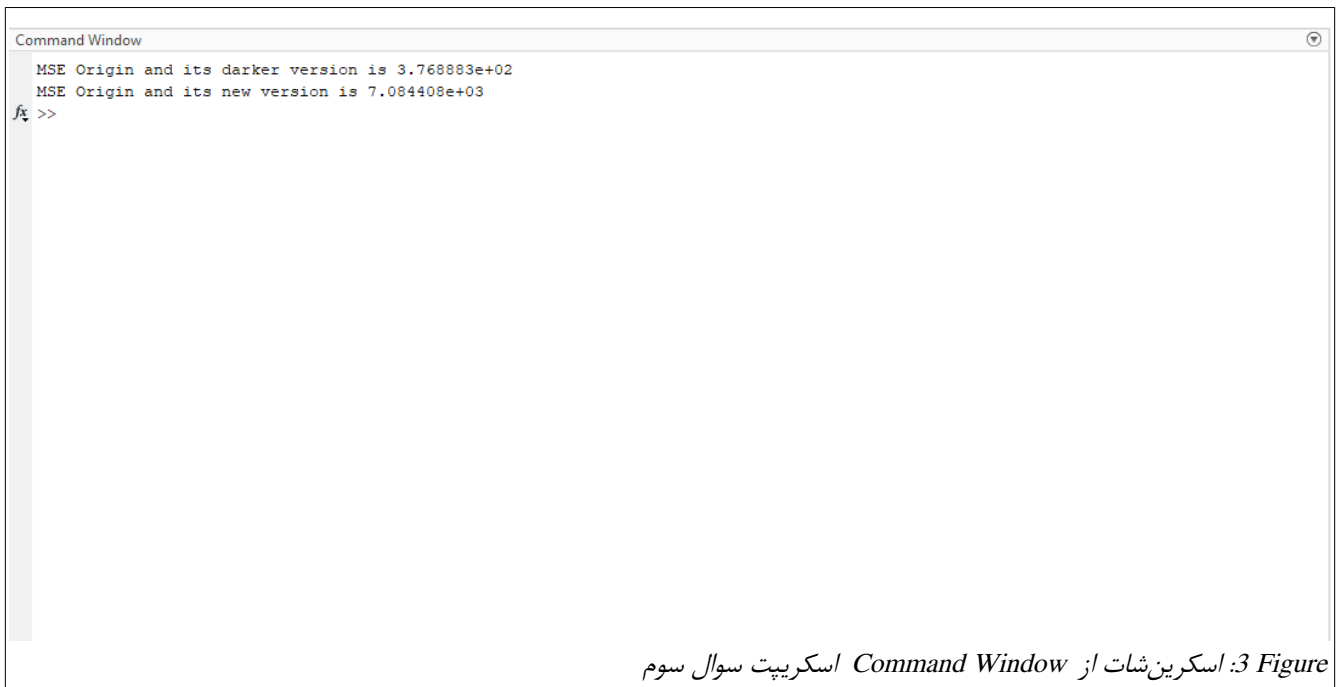 Command Window
MSE Origin and its darker version is 3.768883e+02
MSE Origin and its new version is 7.084408e+03
fx >>
Figure 3: اسکرین‌شات از Command Window اسکریپت سوال سوم